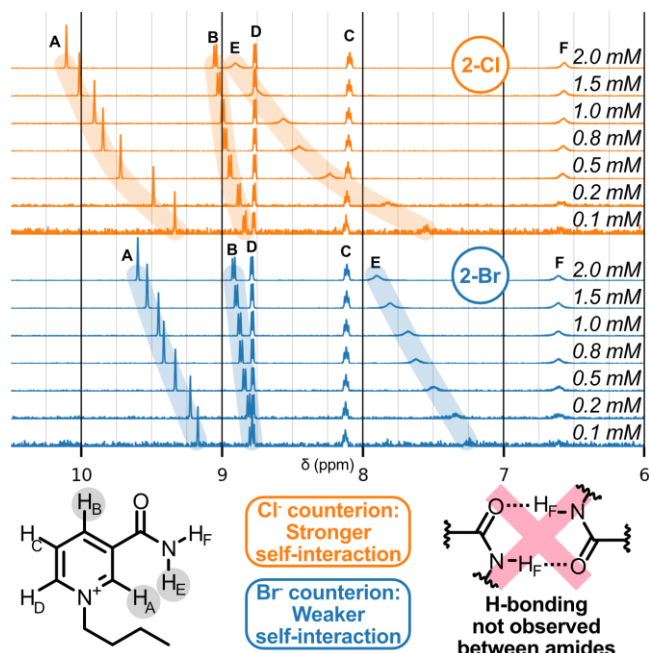 A
B
E
D
C
F
2-Cl
2.0 mM
1.5 mM
1.0 mM
0.8 mM
0.5 mM
0.2 mM
0.1 mM
A
B
D
C
E
F
2-Br
2.0 mM
1.5 mM
1.0 mM
0.8 mM
0.5 mM
0.2 mM
0.1 mM
10
9
δ (ppm)
8
7
6
HB
O
HC
N
HF
HE
HD
N+
HA
Cl- counterion:
Stronger
self-interaction
Br- counterion:
Weaker
self-interaction
O
HF
N
N
HF
O
H-bonding
not observed
between amides